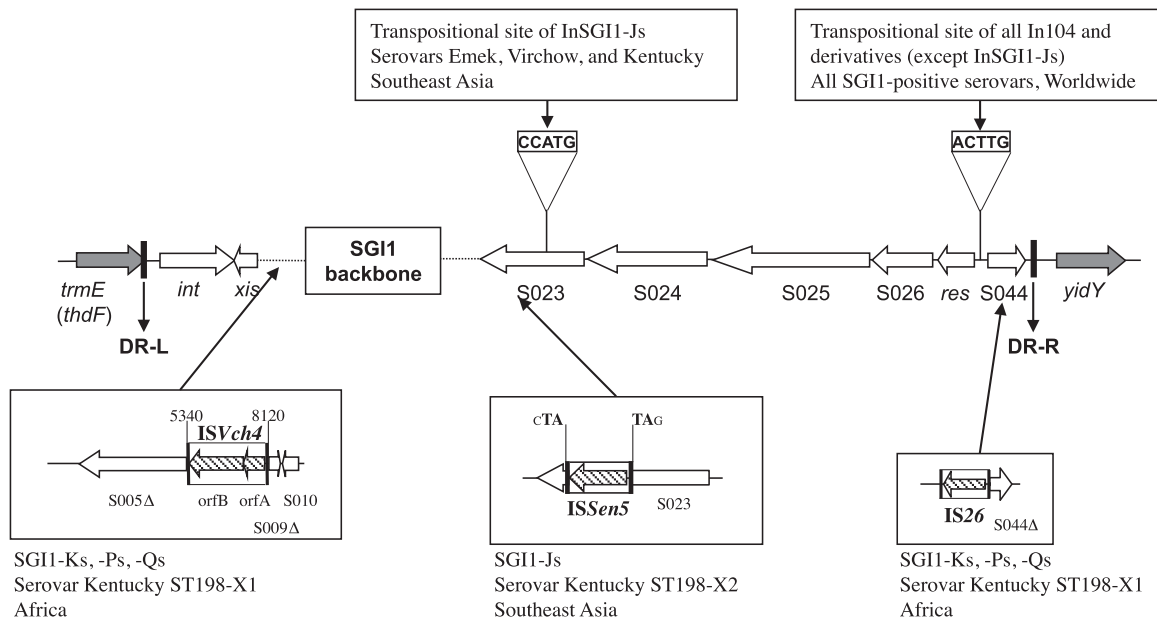 Transpositional site of InSGI1-Js
Serovars Emek, Virchow, and Kentucky
Southeast Asia
Transpositional site of all In104 and
derivatives (except InSGI1-Js)
All SGI1-positive serovars, Worldwide
CCATG
ACTTG
SGI1
backbone
trmE
(thdF)
int
xis
S023
S024
S025
S026
res
S044
yidY
DR-L
DR-R
5340
8120
ISVch4
S005Δ
orfB
orfA
S010
S009Δ
SGI1-Ks, -Ps, -Qs
Serovar Kentucky ST198-X1
Africa
CTA
TAG
ISSen5
S023
SGI1-Js
Serovar Kentucky ST198-X2
Southeast Asia
IS26
S044Δ
SGI1-Ks, -Ps, -Qs
Serovar Kentucky ST198-X1
Africa